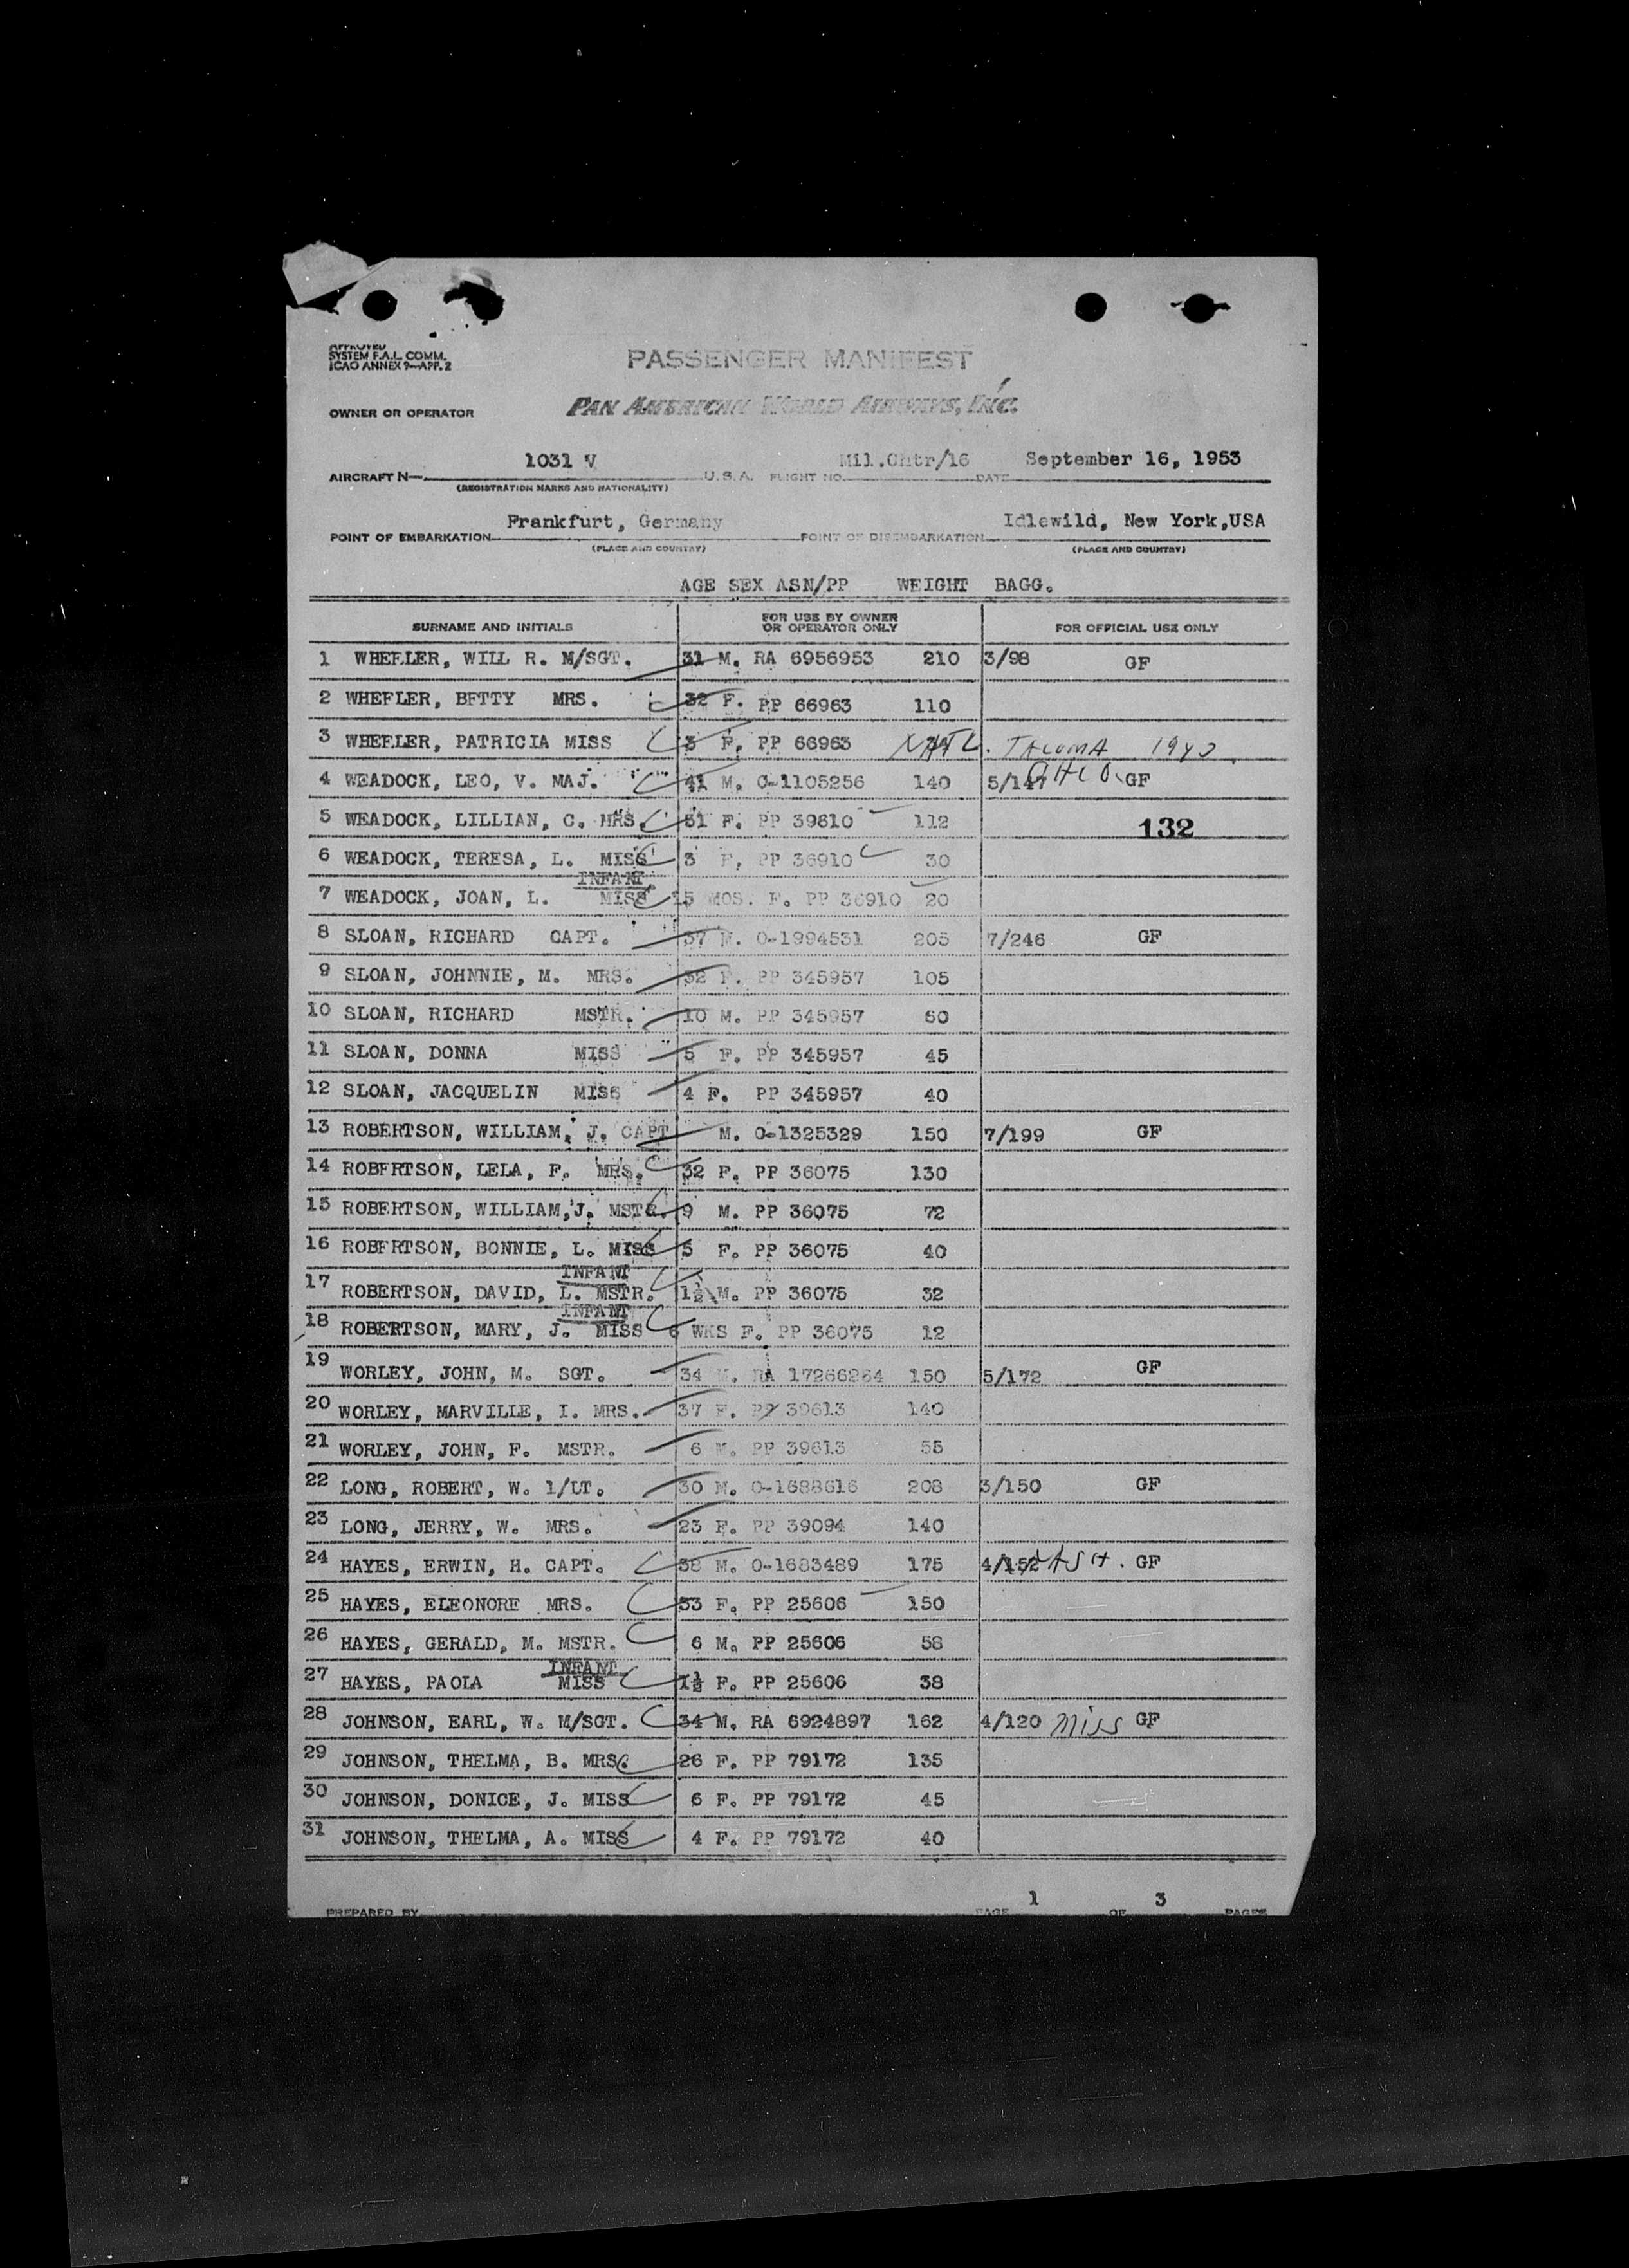 APPROVED
SYSTEM F.A.L. COMM.
ICAO ANNEX 9—APP. 2
PASSENGER MANIFEST
OWNER OR OPERATOR PAN AMERICAN WORLD AIRWAYS, INC.
AIRCRAFT N— 1031 V U.S.A. FLIGHT NO. Mil.Chtr/16 DATE September 16, 1953
(REGISTRATION MARKS AND NATIONALITY)
POINT OF EMBARKATION Frankfurt, Germany POINT OF DISEMBARKATION Idlewild, New York,USA
(PLACE AND COUNTRY) (PLACE AND COUNTRY)
AGE SEX ASN/PP WEIGHT BAGG.
SURNAME AND INITIALS FOR USE BY OWNER OR OPERATOR ONLY FOR OFFICIAL USE ONLY
1 WHEELER, WILL R. M/SGT. 31 M. RA 6956953 210 3/98 GF
2 WHEELER, BETTY MRS. 32 F. PP 66963 110
3 WHEELER, PATRICIA MISS 3 F. PP 66963 NATL. TACOMA 1942
4 WEADOCK, LEO, V. MAJ. 41 M. O-1105256 140 5/147 OHIO GF
5 WEADOCK, LILLIAN, C. MRS. 31 F. PP 39610 112 132
6 WEADOCK, TERESA, L. MISS 3 F. PP 36910 30
INFANT
7 WEADOCK, JOAN, L. MISS 15 MOS. F. PP 36910 20
8 SLOAN, RICHARD CAPT. 37 M. O-1994531 205 7/246 GF
9 SLOAN, JOHNNIE, M. MRS. 32 F. PP 345957 105
10 SLOAN, RICHARD MSTR. 10 M. PP 345957 60
11 SLOAN, DONNA MISS 5 F. PP 345957 45
12 SLOAN, JACQUELIN MISS 4 F. PP 345957 40
13 ROBERTSON, WILLIAM, J. CAPT M. O-1325329 150 7/199 GF
14 ROBERTSON, LELA, F. MRS. 32 F. PP 36075 130
15 ROBERTSON, WILLIAM, J. MSTR. 9 M. PP 36075 72
16 ROBERTSON, BONNIE, L. MISS 5 F. PP 36075 40
INFANT
17 ROBERTSON, DAVID, L. MSTR. 1½ M. PP 36075 32
INFANT
18 ROBERTSON, MARY, J. MISS 6 WKS F. PP 36075 12
19 WORLEY, JOHN, M. SGT. 34 M. RA 17266264 150 5/172 GF
20 WORLEY, MARVILLE, I. MRS. 37 F. PP 39613 140
21 WORLEY, JOHN, F. MSTR. 6 M. PP 39613 55
22 LONG, ROBERT, W. 1/LT. 30 M. O-1688616 208 3/150 GF
23 LONG, JERRY, W. MRS. 23 F. PP 39094 140
24 HAYES, ERWIN, H. CAPT. 38 M. O-1683489 175 4/152 WASH. GF
25 HAYES, ELEONORE MRS. 33 F. PP 25606 150
26 HAYES, GERALD, M. MSTR. 6 M. PP 25606 58
INFANT
27 HAYES, PAOLA MISS 1½ F. PP 25606 38
28 JOHNSON, EARL, W. M/SGT. 34 M. RA 6924897 162 4/120 Miss GF
29 JOHNSON, THELMA, B. MRS. 26 F. PP 79172 135
30 JOHNSON, DONICE, J. MISS 6 F. PP 79172 45
31 JOHNSON, THELMA, A. MISS 4 F. PP 79172 40
PREPARED BY PAGE 1 OF 3 PAGES